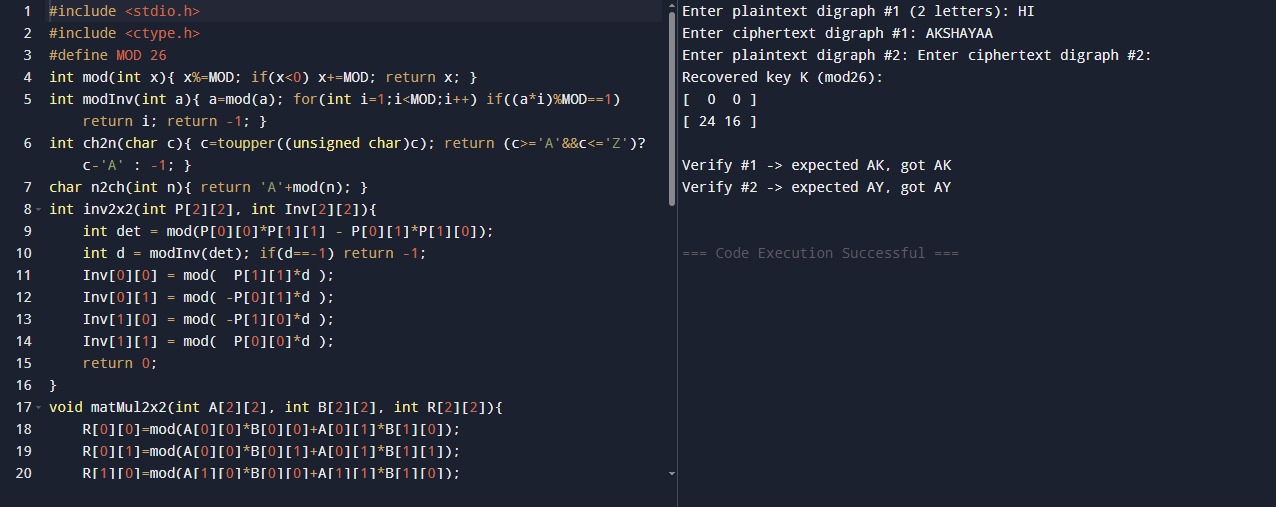 1 #include <stdio.h>
2 #include <ctype.h>
3 #define MOD 26
4 int mod(int x){ x%=MOD; if(x<0) x+=MOD; return x; }
5 int modInv(int a){ a=mod(a); for(int i=1;i<MOD;i++) if((a*i)%MOD==1)
return i; return -1; }
6 int ch2n(char c){ c=toupper((unsigned char)c); return (c>='A'&&c<='Z')?
c-'A' : -1; }
7 char n2ch(int n){ return 'A'+mod(n); }
8 int inv2x2(int P[2][2], int Inv[2][2]){
9 int det = mod(P[0][0]*P[1][1] - P[0][1]*P[1][0]);
10 int d = modInv(det); if(d==-1) return -1;
11 Inv[0][0] = mod(  P[1][1]*d );
12 Inv[0][1] = mod( -P[0][1]*d );
13 Inv[1][0] = mod( -P[1][0]*d );
14 Inv[1][1] = mod(  P[0][0]*d );
15 return 0;
16 }
17 void matMul2x2(int A[2][2], int B[2][2], int R[2][2]){
18 R[0][0]=mod(A[0][0]*B[0][0]+A[0][1]*B[1][0]);
19 R[0][1]=mod(A[0][0]*B[0][1]+A[0][1]*B[1][1]);
20 R[1][0]=mod(A[1][0]*B[0][0]+A[1][1]*B[1][0]);
Enter plaintext digraph #1 (2 letters): HI
Enter ciphertext digraph #1: AKSHAYAA
Enter plaintext digraph #2: Enter ciphertext digraph #2:
Recovered key K (mod26):
[  0  0 ]
[ 24 16 ]
Verify #1 -> expected AK, got AK
Verify #2 -> expected AY, got AY
=== Code Execution Successful ===